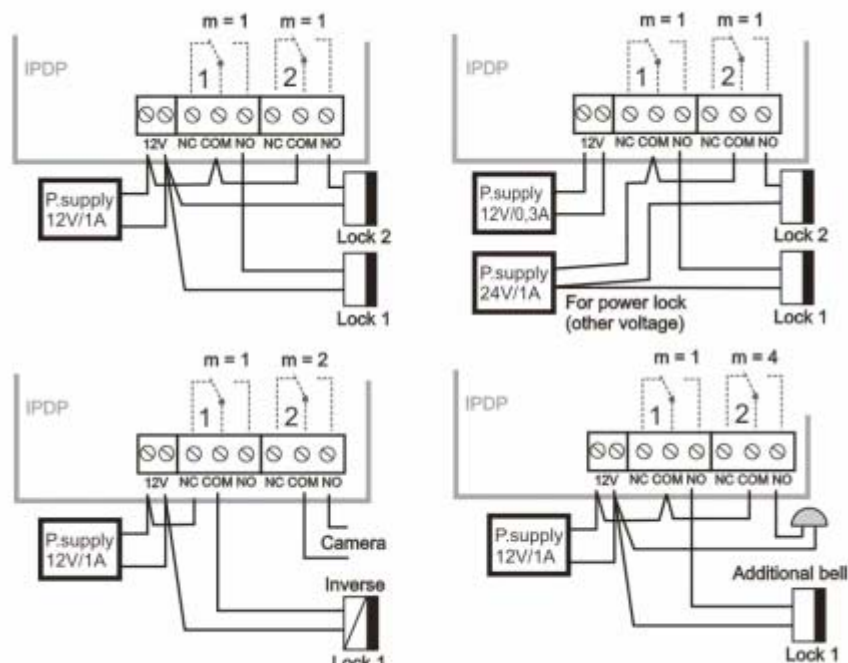 m = 1 m = 1
IPDP
1 2
12V NC COM NO NC COM NO
P.supply
12V/1A
Lock 2
Lock 1
m = 1 m = 1
IPDP
1 2
12V NC COM NO NC COM NO
P.supply
12V/0,3A
Lock 2
P.supply
24V/1A
For power lock
(other voltage)
Lock 1
m = 1 m = 2
IPDP
1 2
12V NC COM NO NC COM NO
P.supply
12V/1A
Camera
Inverse
Lock 1
m = 1 m = 4
IPDP
1 2
12V NC COM NO NC COM NO
P.supply
12V/1A
Additional bell
Lock 1